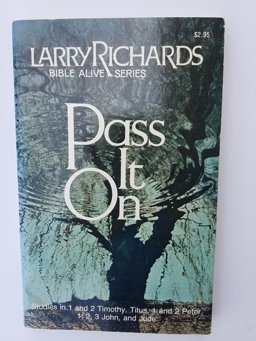 $2.95
LARRY RICHARDS
BIBLE ALIVE SERIES
Pass
It
On
Studies in 1 and 2 Timothy, Titus, 1 and 2 Peter,
1, 2, 3 John, and Jude